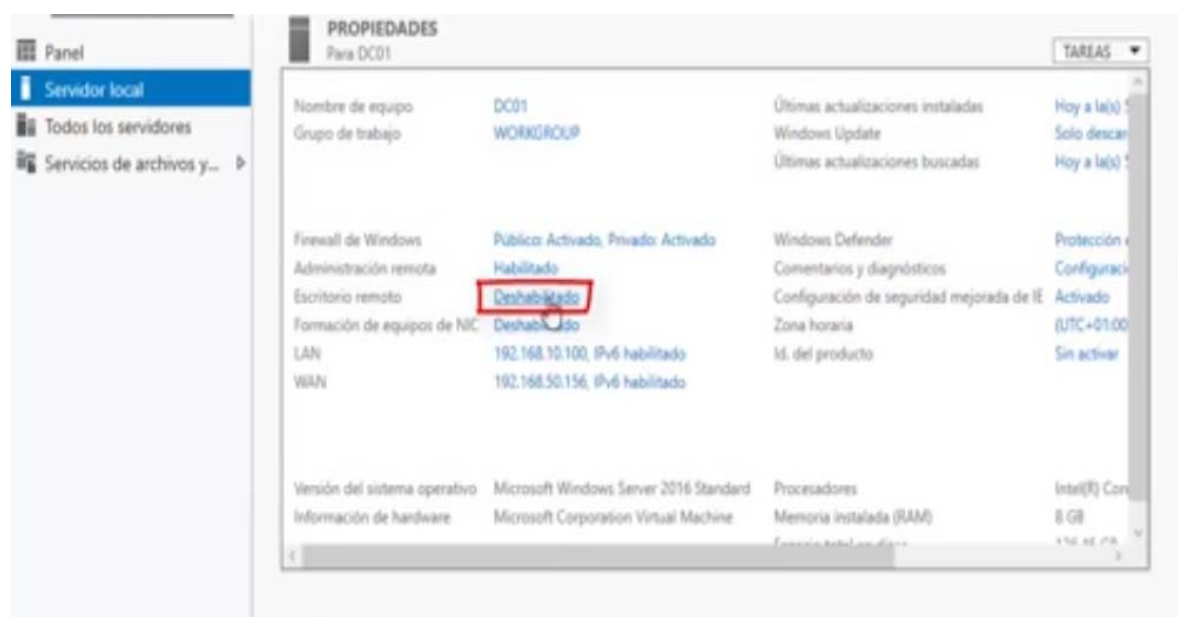 PROPIEDADES
Para DC01
TAREAS
Panel
Servidor local
Todos los servidores
Servicios de archivos y...
Nombre de equipo DC01 Últimas actualizaciones instaladas Hoy a la(s)
Grupo de trabajo WORKGROUP Windows Update Solo descar
Últimas actualizaciones buscadas Hoy a la(s)
Firewall de Windows Público: Activado, Privado: Activado Windows Defender Protección
Administración remota Habilitado Comentarios y diagnósticos Configuraci
Escritorio remoto Deshabilitado Configuración de seguridad mejorada de IE Activado
Formación de equipos de NIC Deshabilitado Zona horaria (UTC+01:00
LAN 192.168.10.100, IPv6 habilitado Id. del producto Sin activar
WAN 192.168.50.156, IPv6 habilitado
Versión del sistema operativo Microsoft Windows Server 2016 Standard Procesadores Intel(R) Cor
Información de hardware Microsoft Corporation Virtual Machine Memoria instalada (RAM) 8 GB